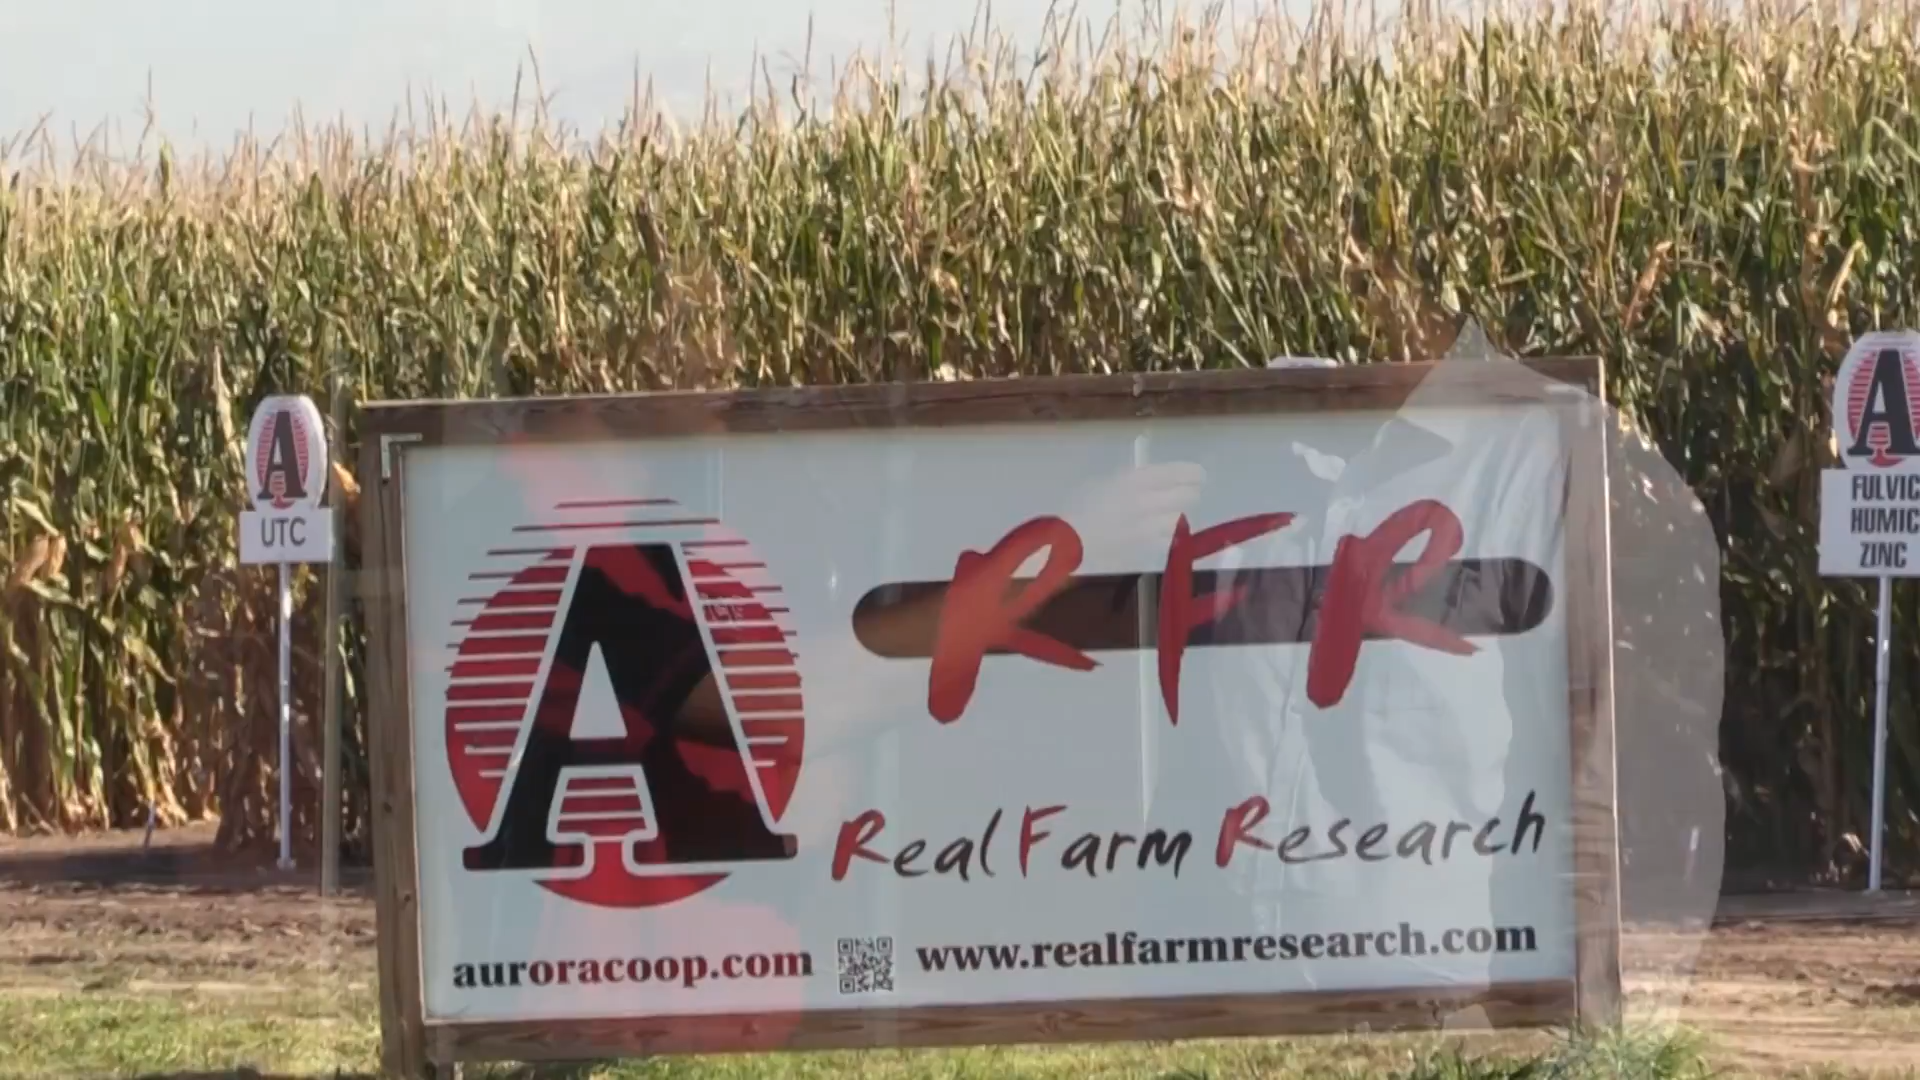 A
UTC
A
RFR
Real Farm Research
auroracoop.com
www.realfarmresearch.com
A
FULVIC
HUMIC
ZINC